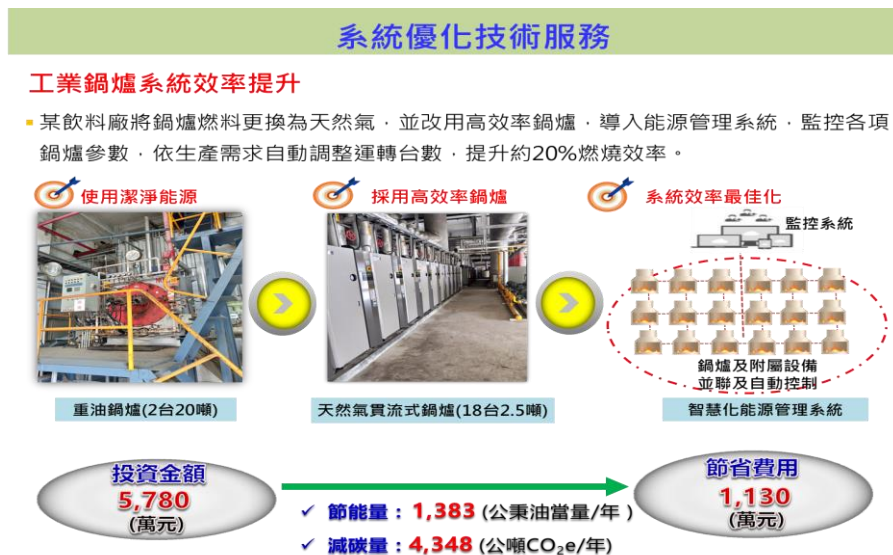 系統優化技術服務
工業鍋爐系統效率提升
某飲料廠將鍋爐燃料更換為天然氣，並改用高效率鍋爐，導入能源管理系統，監控各項
鍋爐參數，依生產需求自動調整運轉台數，提升約20%燃燒效率。
使用潔淨能源
採用高效率鍋爐
系統效率最佳化
監控系統
鍋爐及附屬設備
並聯及自動控制
重油鍋爐(2台20噸)
天然氣貫流式鍋爐(18台2.5噸)
智慧化能源管理系統
投資金額
5,780
(萬元)
✓ 節能量：1,383 (公秉油當量/年)
✓ 減碳量：4,348 (公噸CO₂e/年)
節省費用
1,130
(萬元)